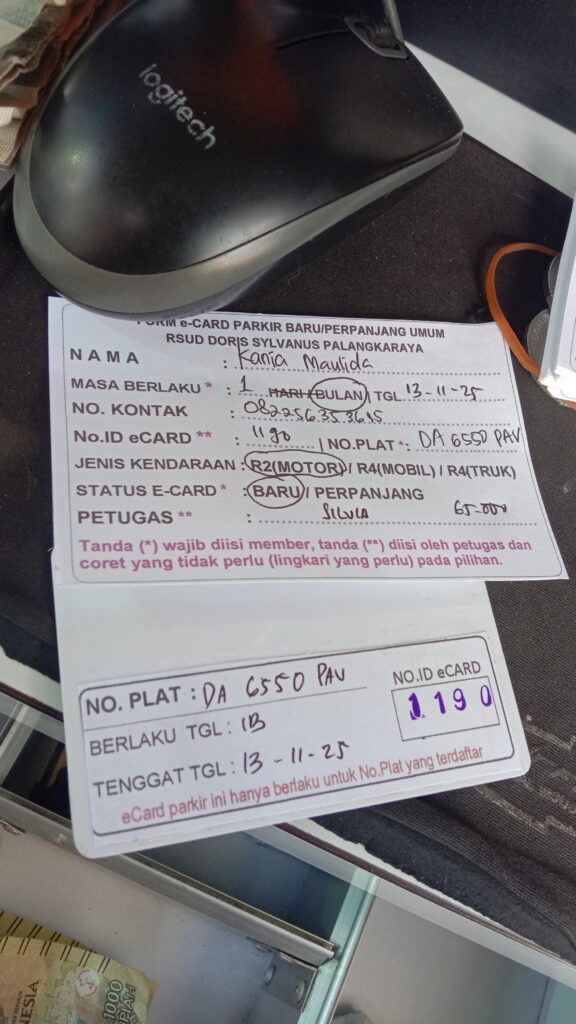 logitech
FORM e-CARD PARKIR BARU/PERPANJANG UMUM
RSUD DORIS SYLVANUS PALANGKARAYA
NAMA : Kania Maulida
MASA BERLAKU * : 1 HARI / BULAN / TGL 13-11-25
NO. KONTAK : 082256353615
No.ID eCARD ** : 1190 / NO.PLAT *: DA 6550 PAV
JENIS KENDARAAN : R2(MOTOR) / R4(MOBIL) / R4(TRUK)
STATUS E-CARD * : BARU / PERPANJANG
PETUGAS ** : SILVIA 65.000
Tanda (*) wajib diisi member, tanda (**) diisi oleh petugas dan
coret yang tidak perlu (lingkari yang perlu) pada pilihan.
NO. PLAT : DA 6550 PAV
NO.ID eCARD
1190
BERLAKU TGL : 1B
TENGGAT TGL : 13-11-25
eCard parkir ini hanya berlaku untuk No.Plat yang terdaftar
1000